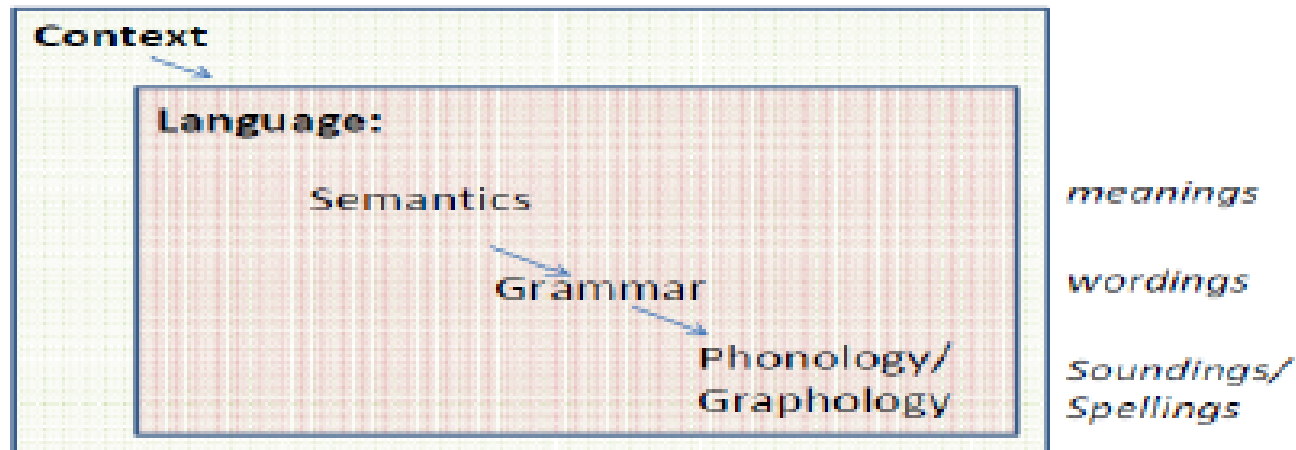 Context
Language:
Semantics
meanings
Grammar
wordings
Phonology/
Graphology
Soundings/
Spellings